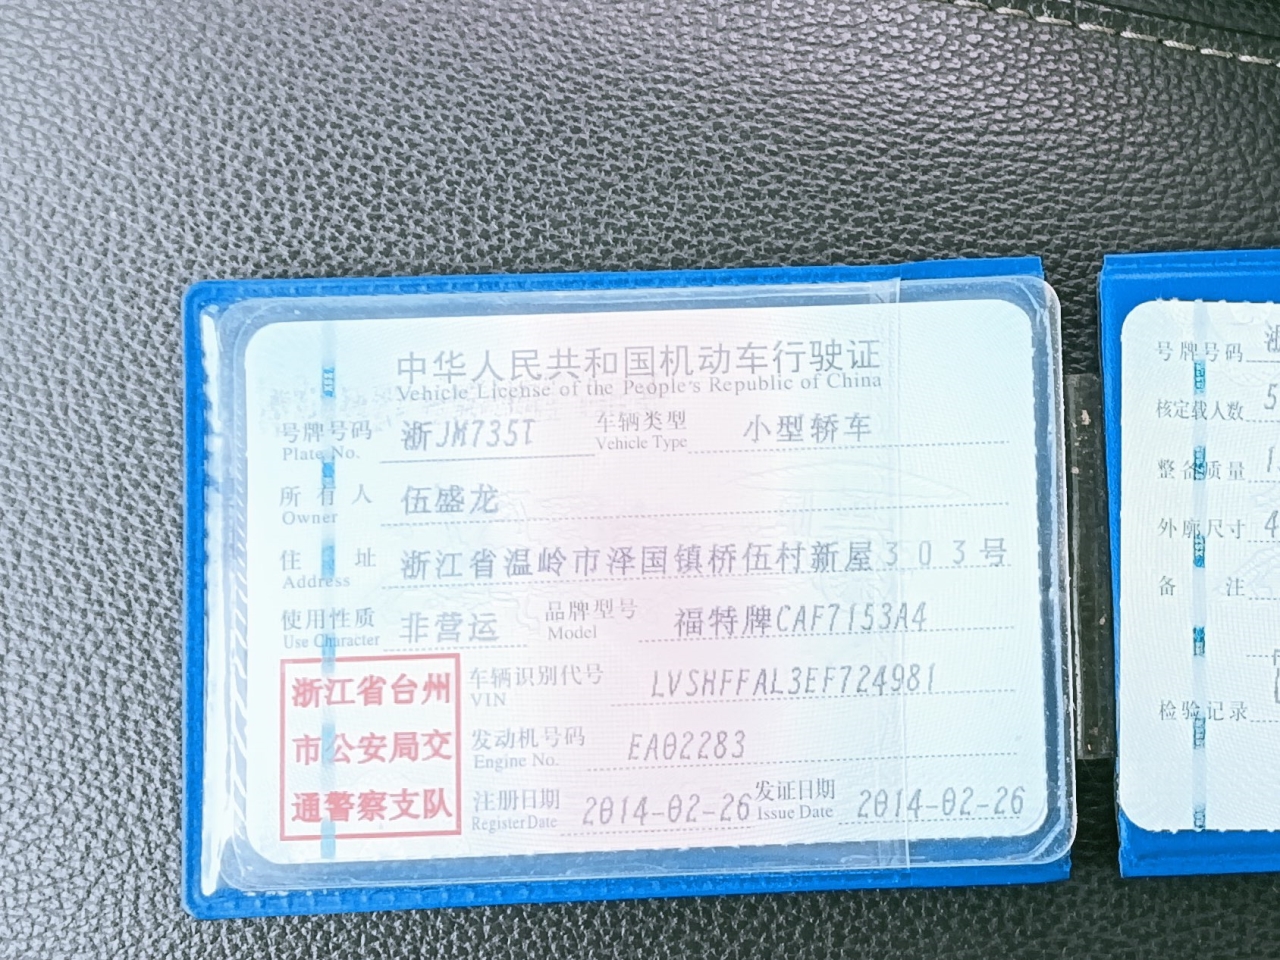 中华人民共和国机动车行驶证
Vehicle License of the People's Republic of China
号牌号码 浙JM735T 车辆类型 小型轿车
Plate No. Vehicle Type
所有人 伍盛龙
Owner
住址 浙江省温岭市泽国镇桥伍村新屋303号
Address
使用性质 非营运 品牌型号 福特牌CAF7153A4
Use Character Model
浙江省台州
市公安局交
通警察支队
车辆识别代号 LVSHFFAL3EF724981
VIN
发动机号码 EA02283
Engine No.
注册日期 2014-02-26 发证日期 2014-02-26
Register Date Issue Date
号牌号码 浙
核定载人数 5
整备质量 1
外廓尺寸 4
备注
检验记录